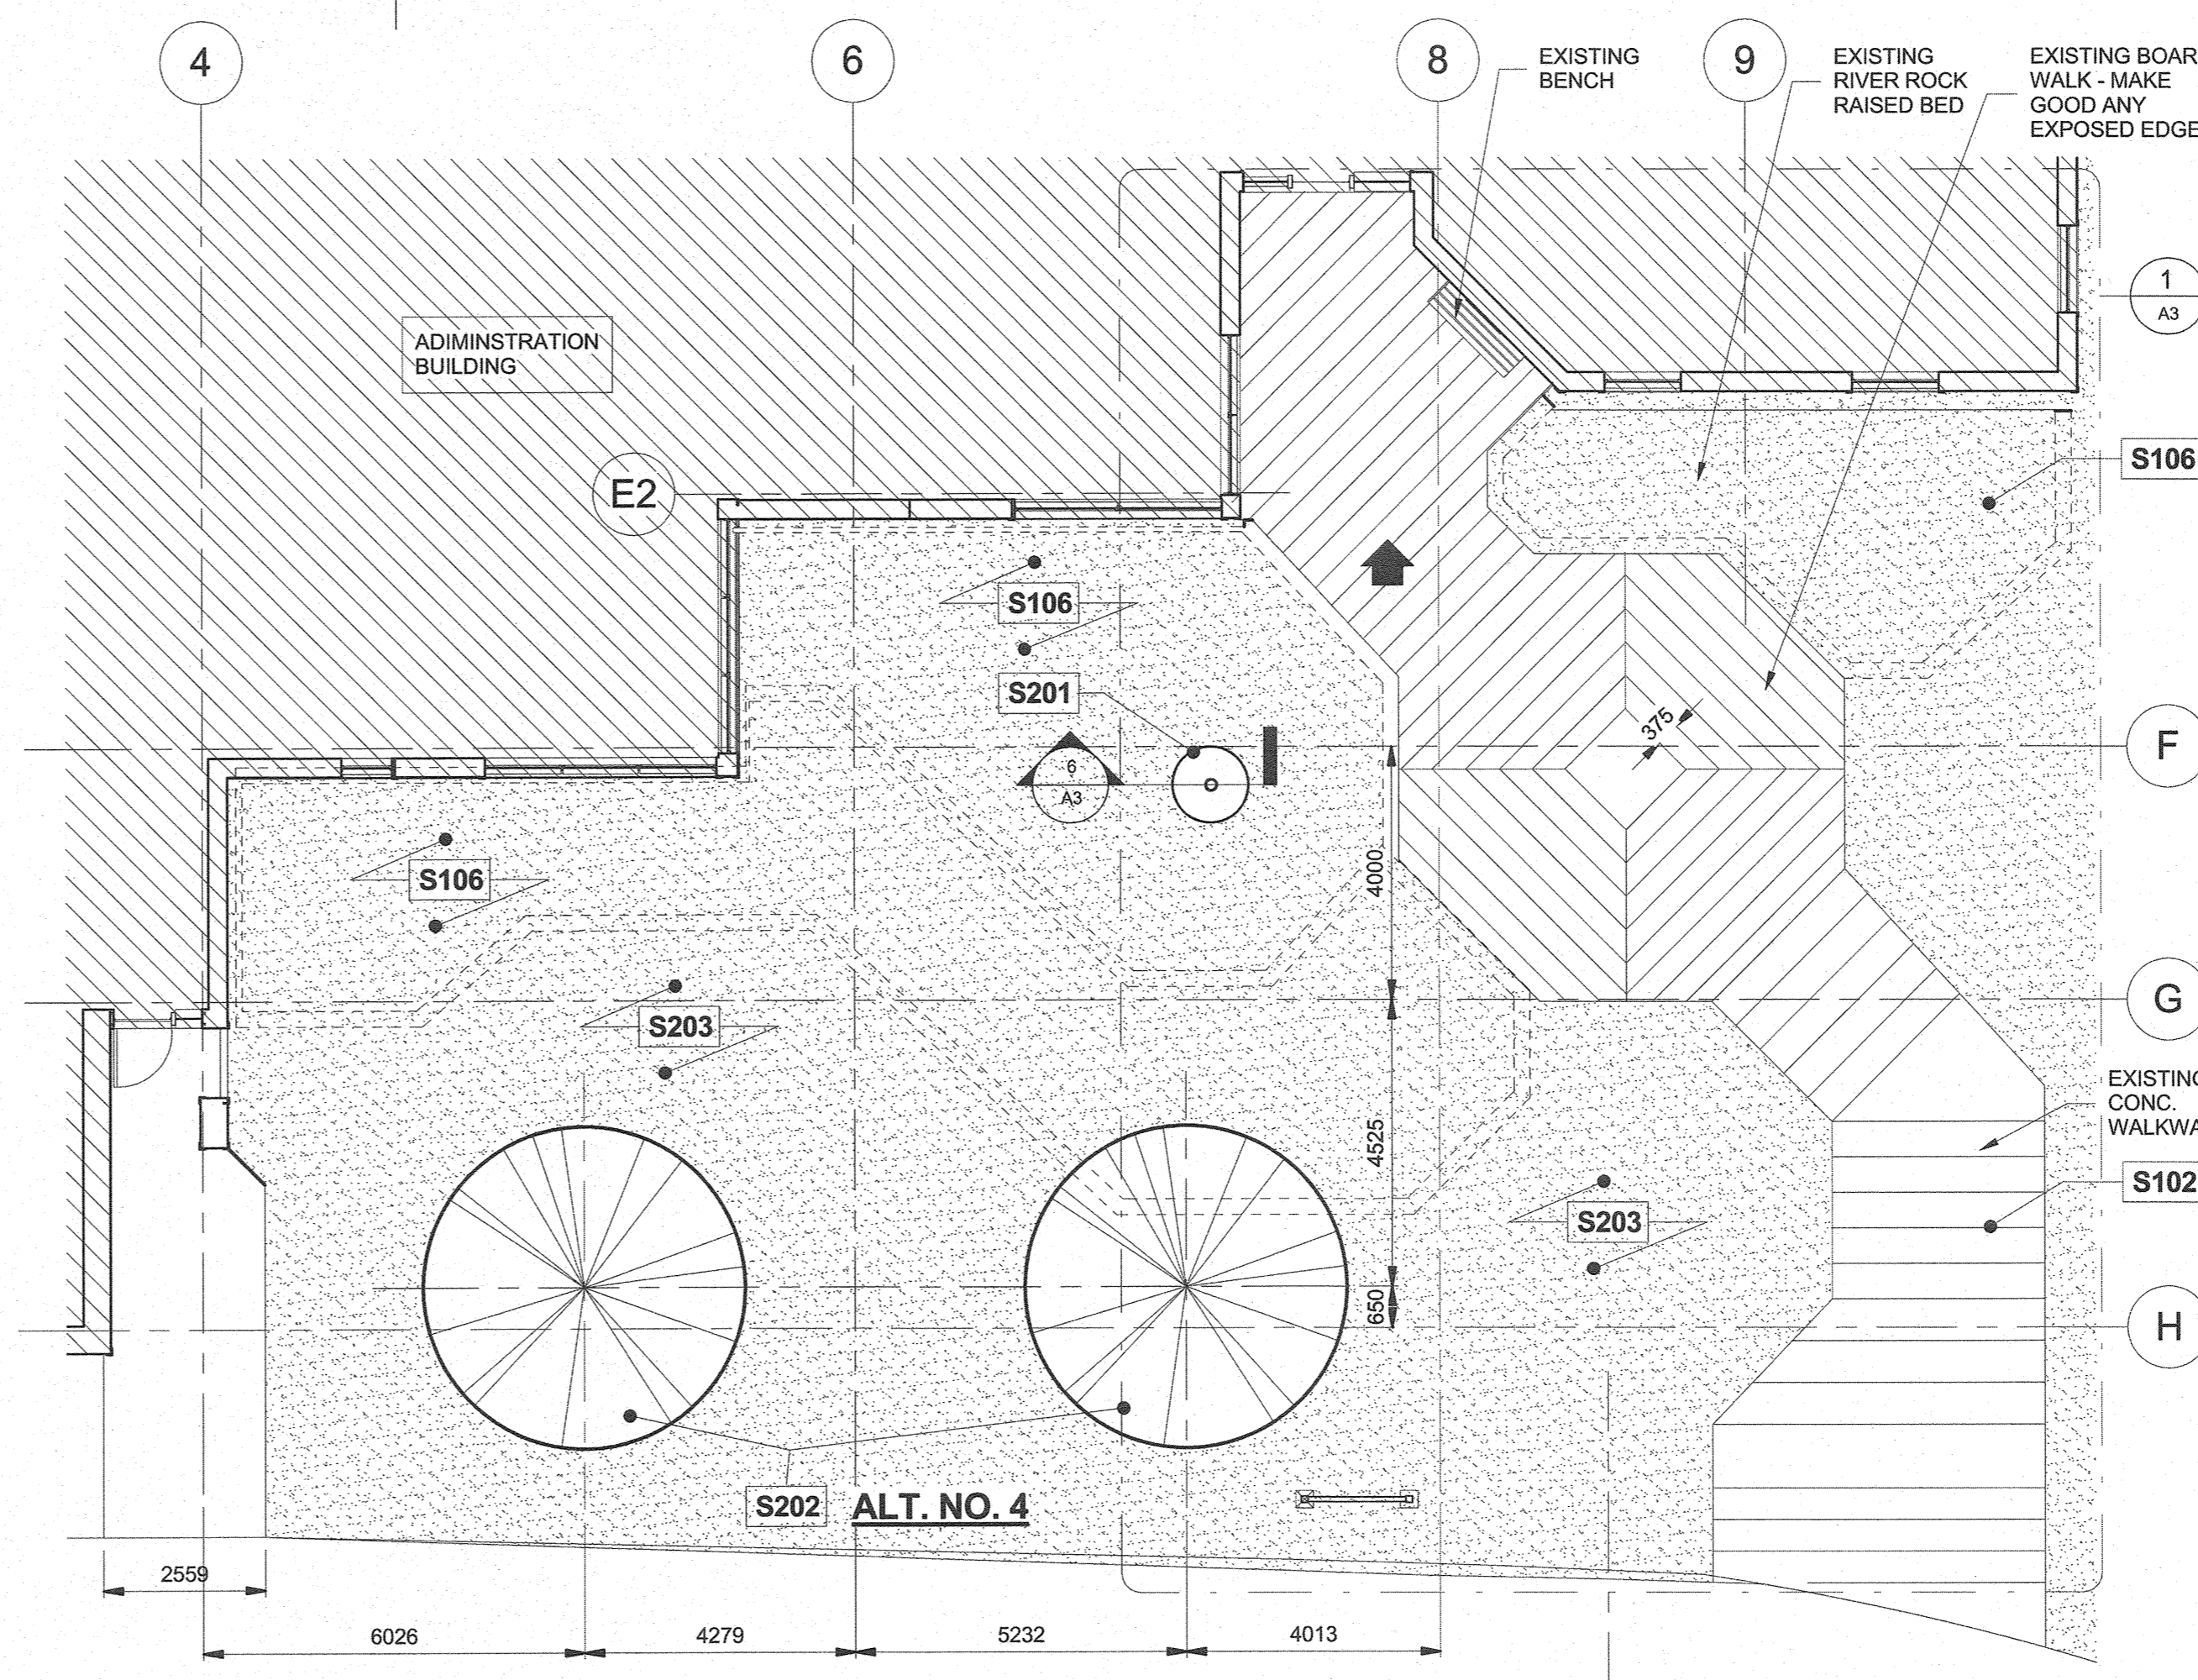 4
6
8
9
EXISTING
BENCH
EXISTING
RIVER ROCK
RAISED BED
EXISTING BOAR
WALK - MAKE
GOOD ANY
EXPOSED EDGE
1
A3
ADIMINSTRATION
BUILDING
E2
S106
S106
S201
375
F
6
A3
4000
S106
G
S203
EXISTING
CONC.
WALKWA
4525
S102
S203
650
H
S202
ALT. NO. 4
2559
6026
4279
5232
4013